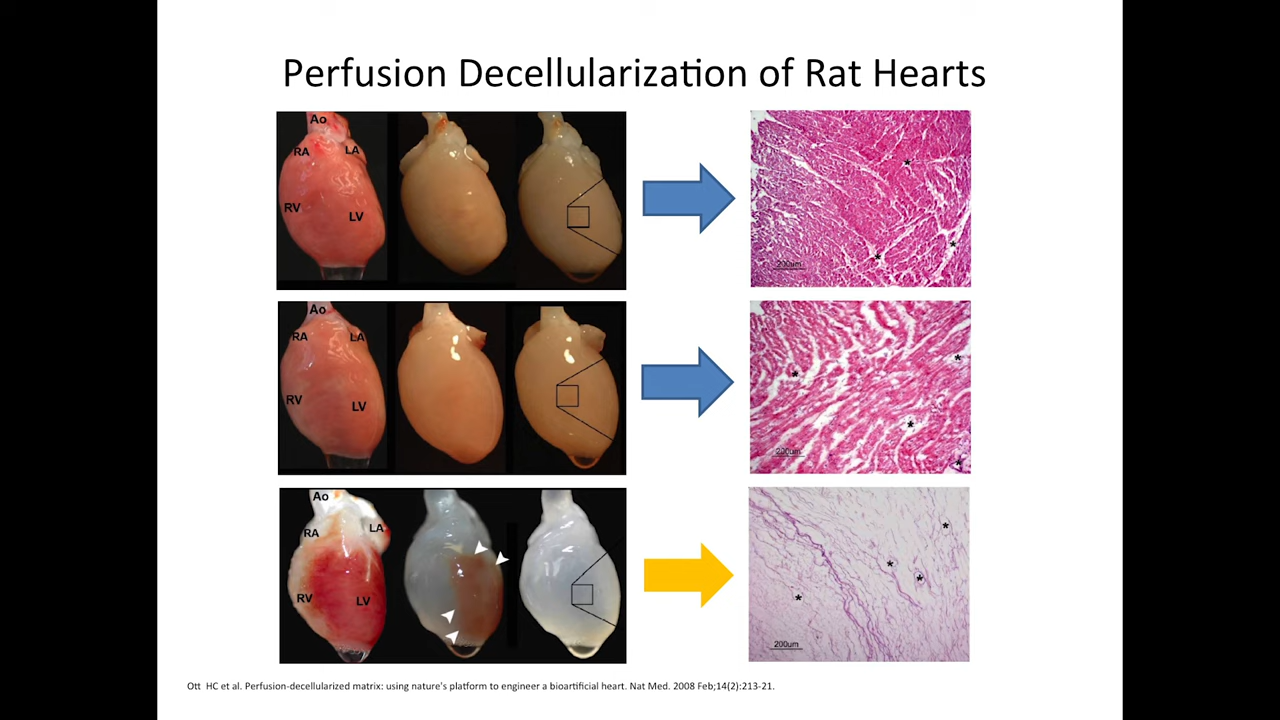 Perfusion Decellularization of Rat Hearts
Ao
RA
LA
RV
LV
*
*
*
200um
Ao
RA
LA
RV
LV
*
*
*
*
200um
Ao
RA
LA
RV
LV
*
*
*
*
200um
Ott HC et al. Perfusion-decellularized matrix: using nature's platform to engineer a bioartificial heart. Nat Med. 2008 Feb;14(2):213-21.